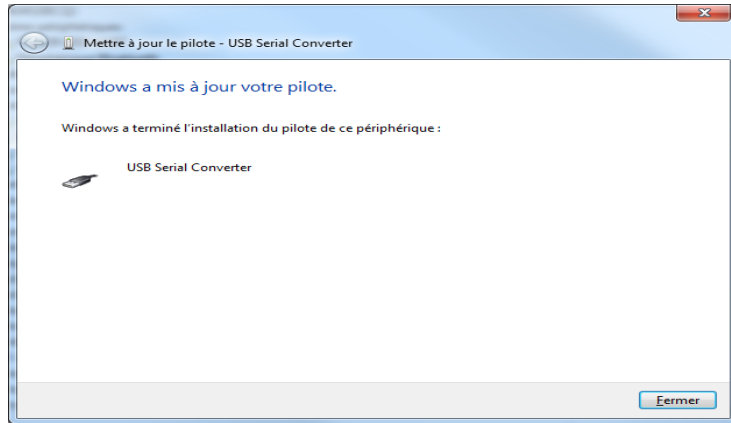 Mettre à jour le pilote - USB Serial Converter
Windows a mis à jour votre pilote.
Windows a terminé l'installation du pilote de ce périphérique :
USB Serial Converter
Fermer